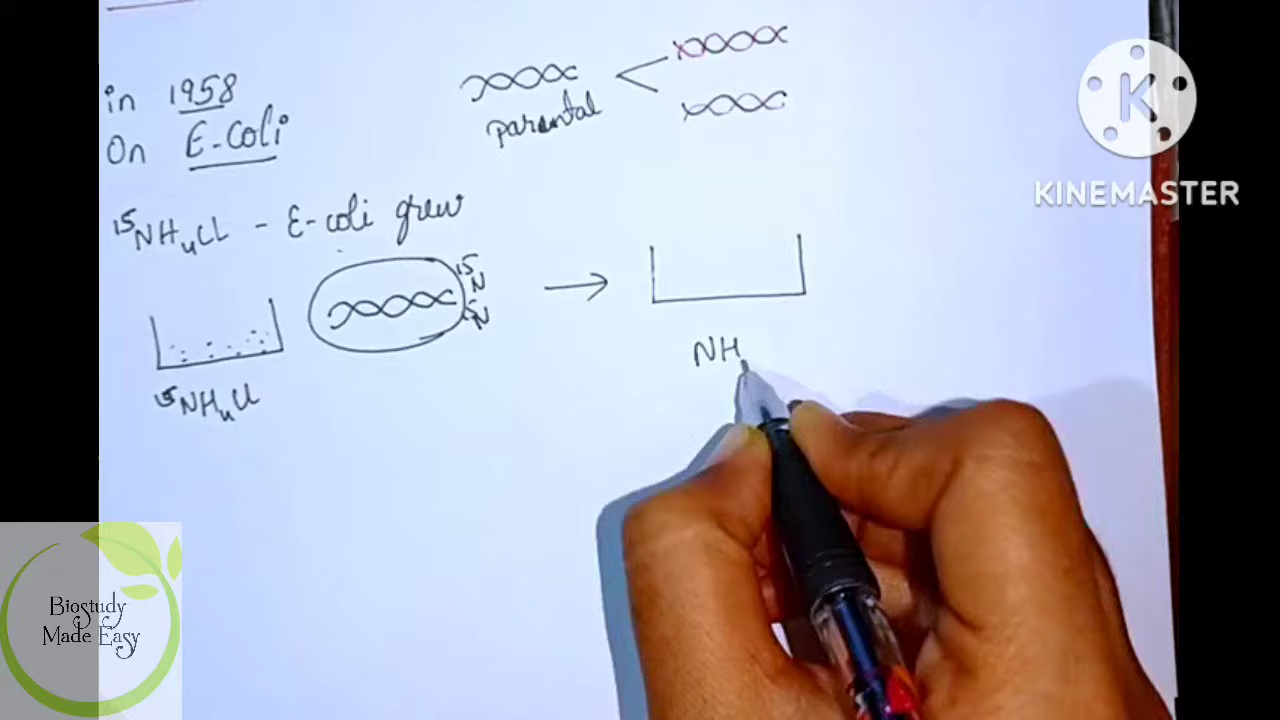 in 1958
On E-Coli
parental
¹⁵NH₄Cl - E-coli grew
¹⁵N
¹⁵N
¹⁵NH₄Cl
NH
K
KINEMASTER
Biostudy
Made Easy